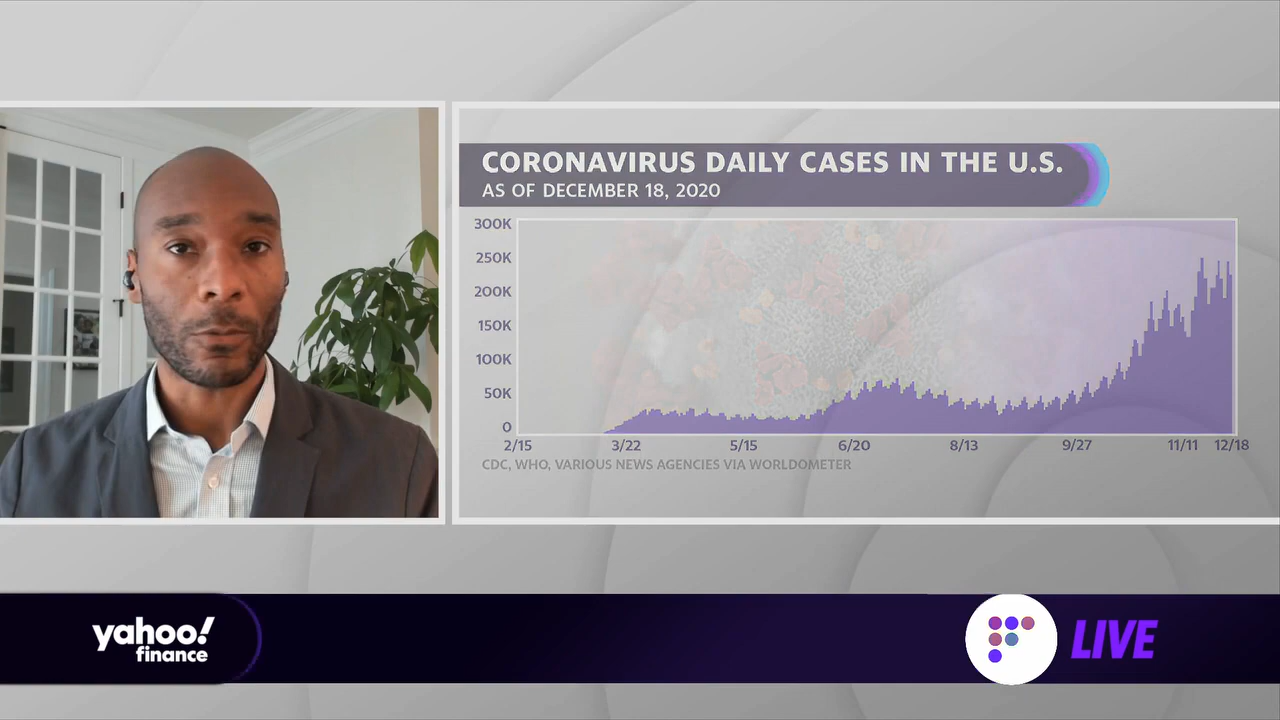 CORONAVIRUS DAILY CASES IN THE U.S.
AS OF DECEMBER 18, 2020
300K
250K
200K
150K
100K
50K
0
2/15 3/22 5/15 6/20 8/13 9/27 11/11 12/18
CDC, WHO, VARIOUS NEWS AGENCIES VIA WORLDOMETER
yahoo!
finance
LIVE